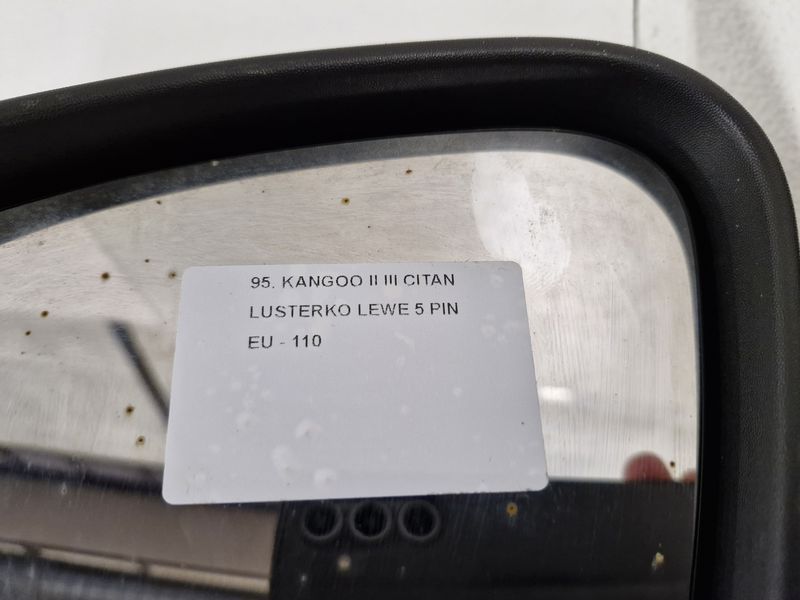 95. KANGOO II III CITAN
LUSTERKO LEWE 5 PIN
EU - 110